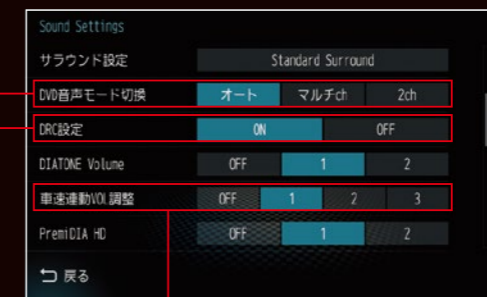 Sound Settings
サラウンド設定 Standard Surround
DVD音声モード切換 オート マルチch 2ch
DRC設定 ON OFF
DIATONE Volume OFF 1 2
車速連動VOL調整 OFF 1 2 3
PremiDIA HD OFF 1 2
戻る